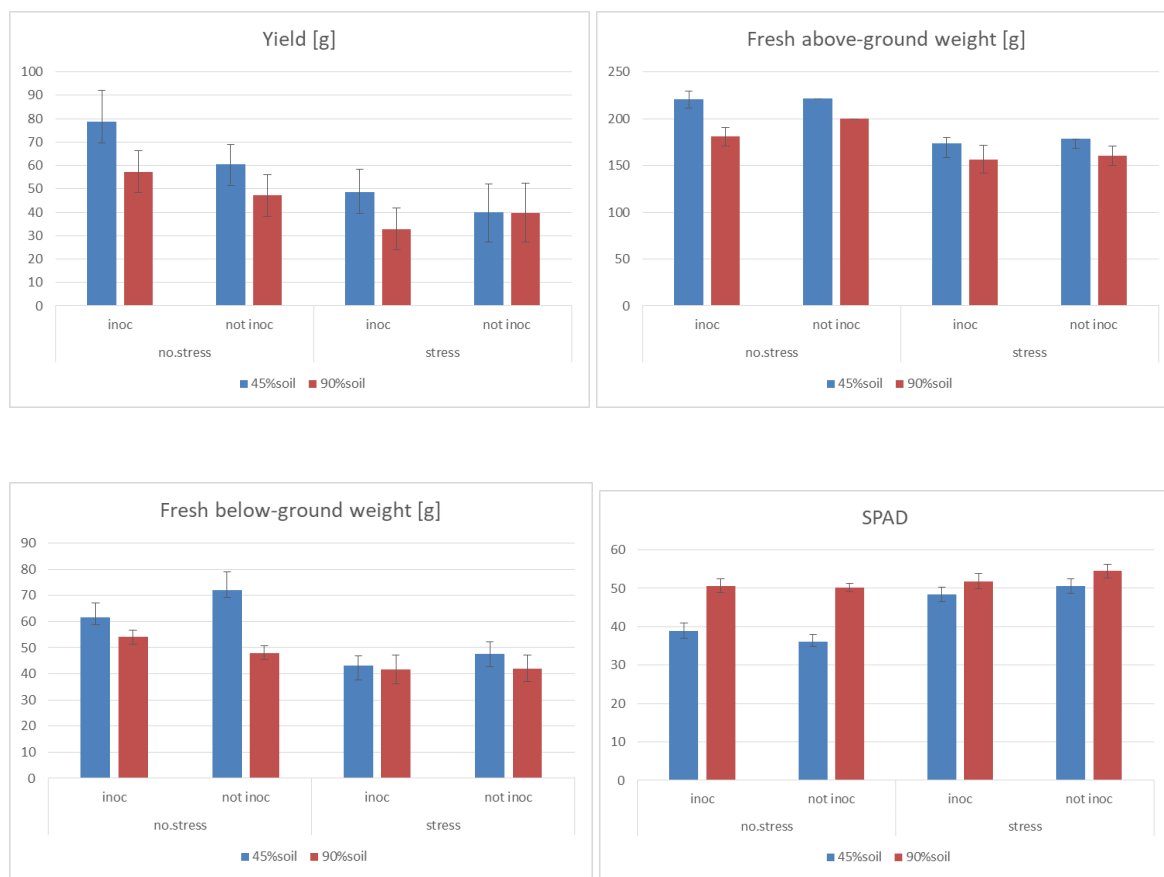 Yield [g]
100
90
80
70
60
50
40
30
20
10
0
inoc not inoc inoc not inoc
no.stress stress
45%soil 90%soil
Fresh above-ground weight [g]
250
200
150
100
50
0
inoc not inoc inoc not inoc
no.stress stress
45%soil 90%soil
Fresh below-ground weight [g]
90
80
70
60
50
40
30
20
10
0
inoc not inoc inoc not inoc
no.stress stress
45%soil 90%soil
SPAD
60
50
40
30
20
10
0
inoc not inoc inoc not inoc
no.stress stress
45%soil 90%soil